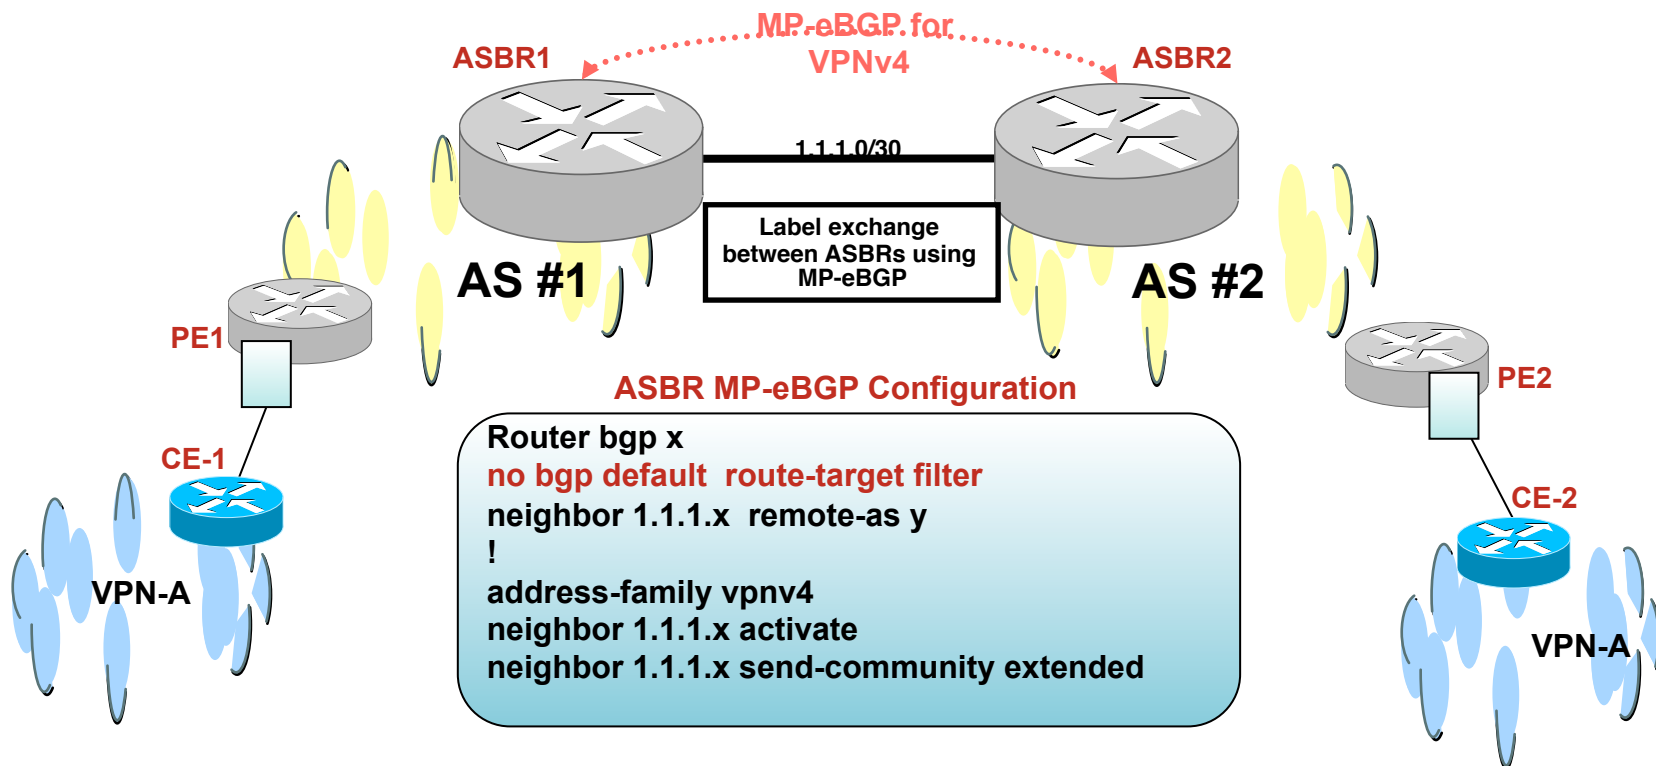 MP-eBGP for
VPNv4
ASBR1
ASBR2
1.1.1.0/30
Label exchange
between ASBRs using
MP-eBGP
AS #1
AS #2
PE1
PE2
CE-1
CE-2
VPN-A
VPN-A
ASBR MP-eBGP Configuration
Router bgp x
no bgp default route-target filter
neighbor 1.1.1.x remote-as y
!
address-family vpnv4
neighbor 1.1.1.x activate
neighbor 1.1.1.x send-community extended